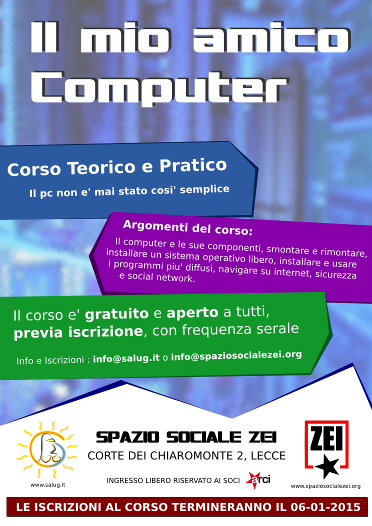 Il mio amico
Computer
Corso Teorico e Pratico
Il pc non e' mai stato cosi' semplice
Argomenti del corso:
Il computer e le sue componenti, smontare e rimontare,
installare un sistema operativo libero, installare e usare
i programmi piu' diffusi, navigare su internet, sicurezza
e social network.
Il corso e' gratuito e aperto a tutti,
previa iscrizione, con frequenza serale
Info e Iscrizioni : info@salug.it o info@spaziosocialezei.org
SPAZIO SOCIALE ZEI
CORTE DEI CHIAROMONTE 2, LECCE
INGRESSO LIBERO RISERVATO AI SOCI arci
www.salug.it
ZEI
www.spaziosocialezei.org
LE ISCRIZIONI AL CORSO TERMINERANNO IL 06-01-2015